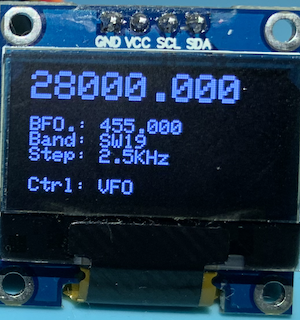 GND VCC SCL SDA
28000.000
BFO.: 455.000
Band: SW19
Step: 2.5KHz
Ctrl: VFO